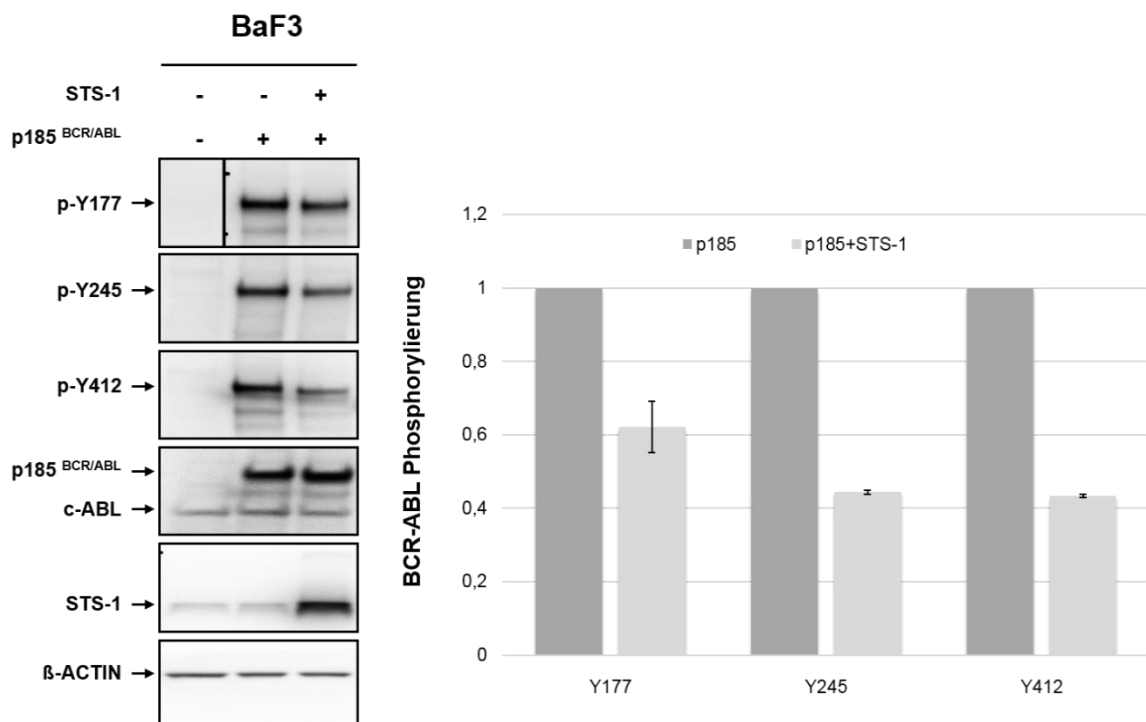 BaF3
STS-1 - - +
p185 BCR/ABL - + +
p-Y177
p-Y245
p-Y412
p185 BCR/ABL
c-ABL
STS-1
ß-ACTIN
BCR-ABL Phosphorylierung
1,2
1
0,8
0,6
0,4
0,2
0
p185 p185+STS-1
Y177 Y245 Y412